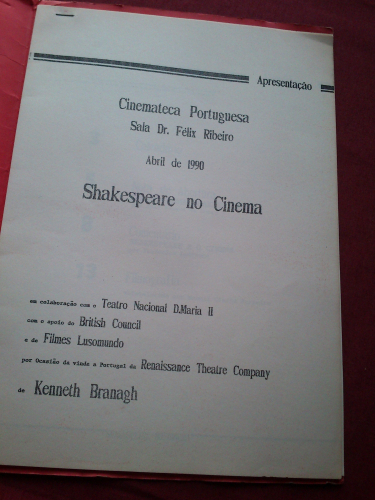 Apresentação
Cinemateca Portuguesa
Sala Dr. Félix Ribeiro
Abril de 1990
Shakespeare no Cinema
em colaboração com o Teatro Nacional D.Maria II
com o apoio do British Council
e de Filmes Lusomundo
por Ocasião da vinda a Portugal da Renaissance Theatre Company
de Kenneth Branagh